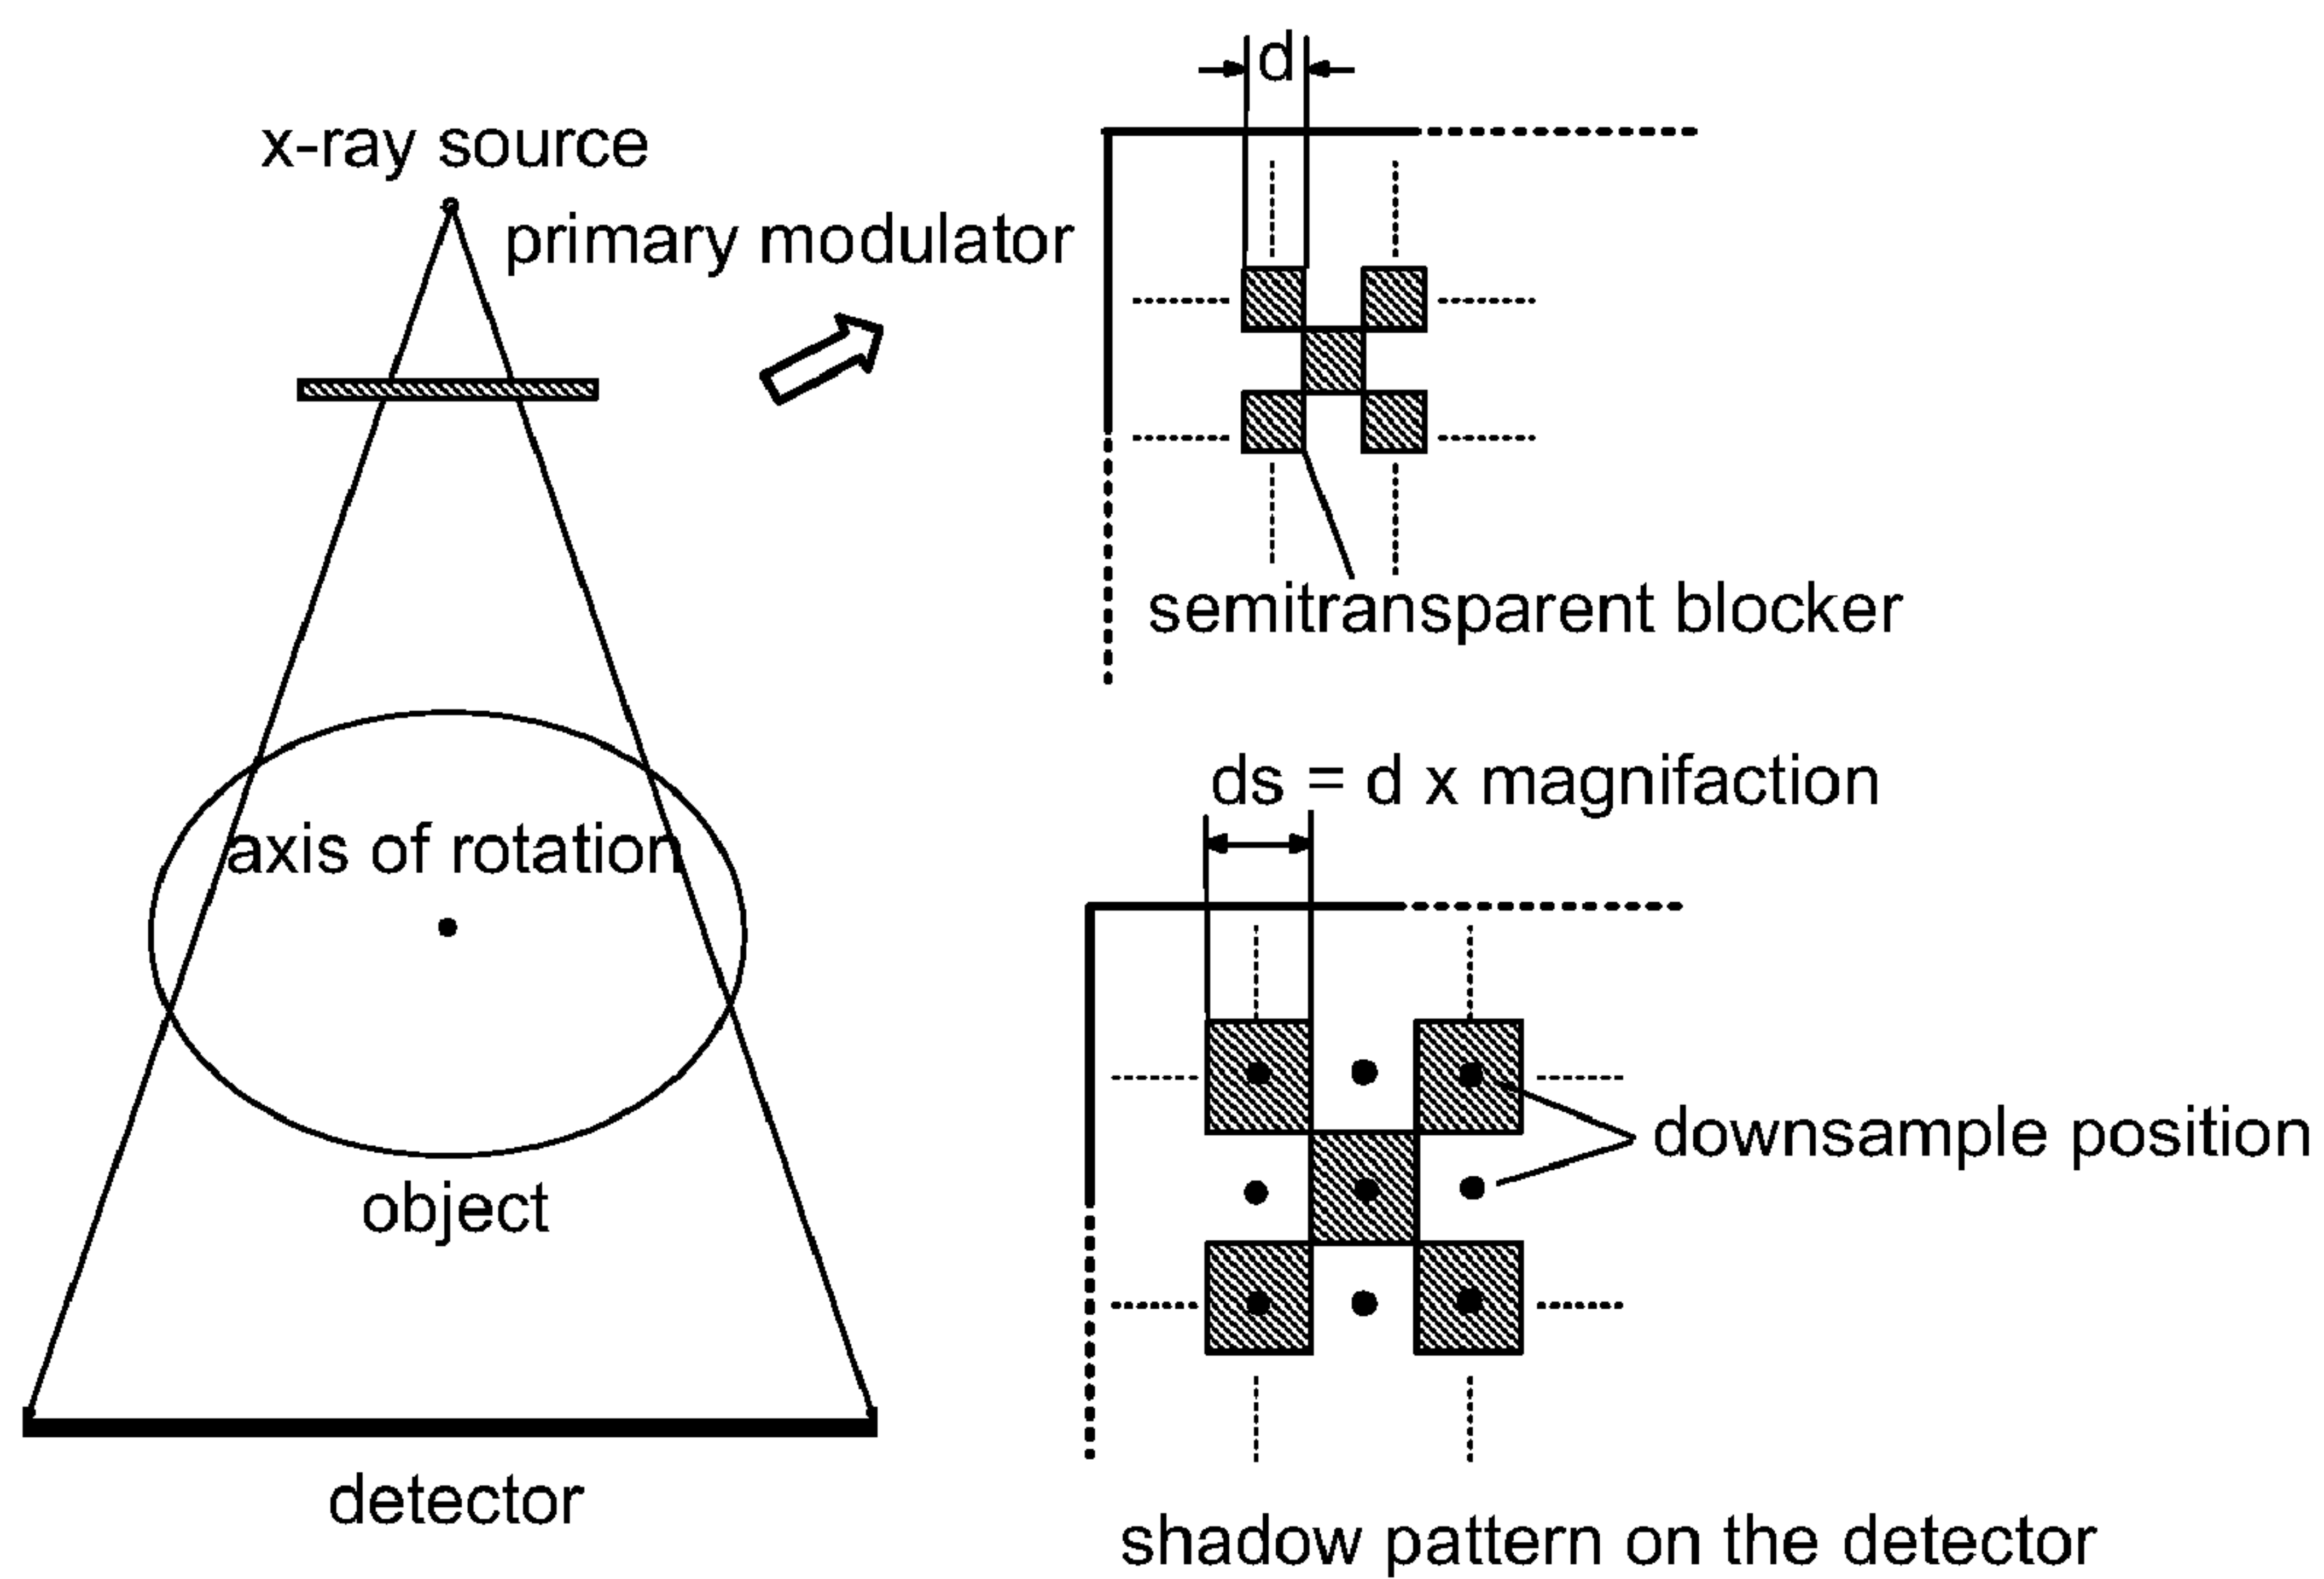 d
x-ray source
primary modulator
semitransparent blocker
ds = d x magnifaction
axis of rotation
downsample position
object
detector
shadow pattern on the detector